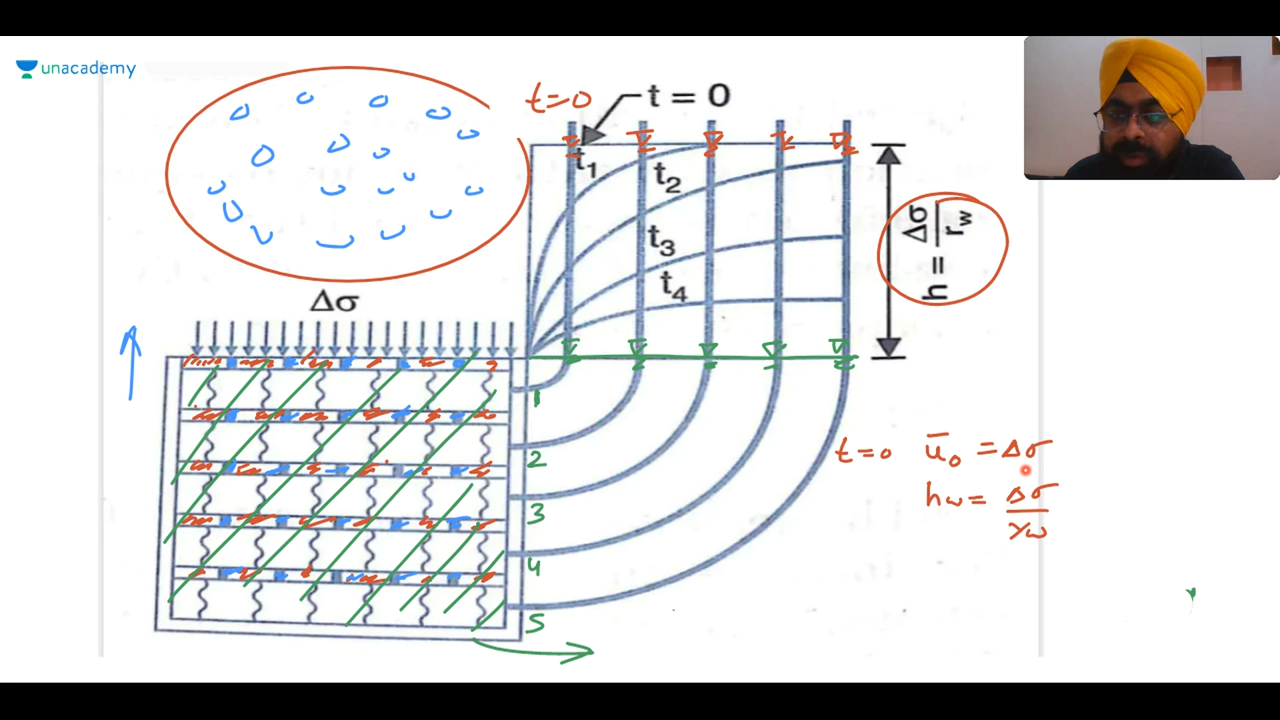 unacademy
t=0
t = 0
t₁
t₂
t₃
t₄
h = Δσ/r_w
Δσ
1
2
3
4
5
t=0 ū₀ = Δσ
hw = Δσ/γw